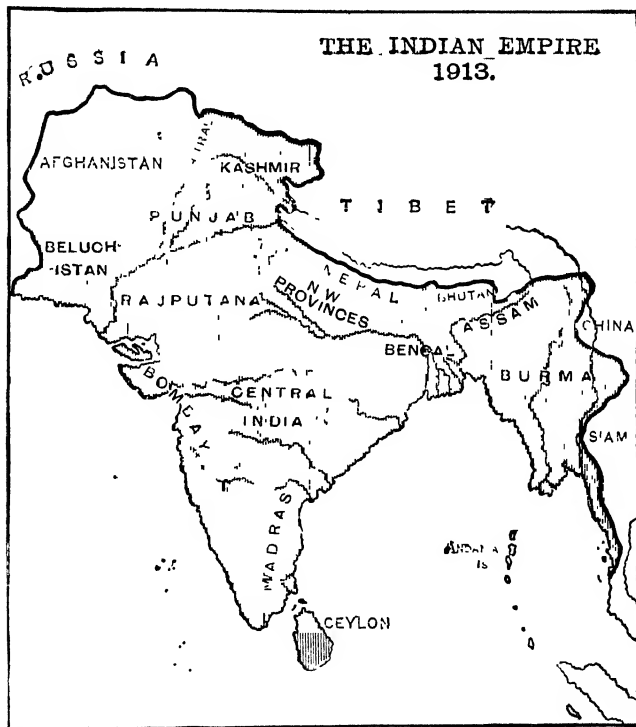 THE INDIAN EMPIRE
1913.
RUSSIA
AFGHANISTAN
KASHMIR
PUNJAB
TIBET
BELUCH-
ISTAN
RAJPUTANA
NEPAL
N W
PROVINCES
BHUTAN
ASSAM
CHINA
BENGAL
BURMA
BOMBAY
CENTRAL
INDIA
SIAM
MADRAS
IS
CEYLON